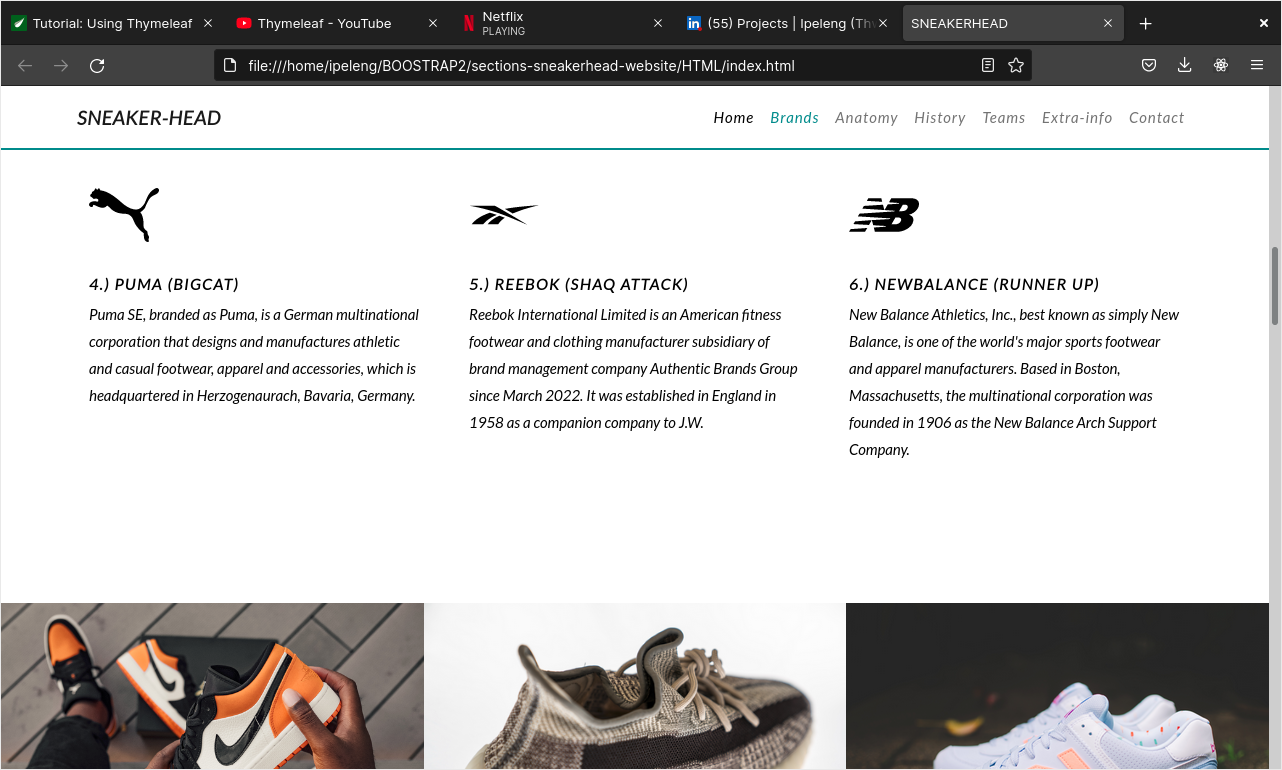 Tutorial: Using Thymeleaf
Thymeleaf - YouTube
Netflix
PLAYING
(55) Projects | Ipeleng (Th
SNEAKERHEAD
file:///home/ipeleng/BOOSTRAP2/sections-sneakerhead-website/HTML/index.html
SNEAKER-HEAD
Home Brands Anatomy History Teams Extra-info Contact
4.) PUMA (BIGCAT)
Puma SE, branded as Puma, is a German multinational
corporation that designs and manufactures athletic
and casual footwear, apparel and accessories, which is
headquartered in Herzogenaurach, Bavaria, Germany.
5.) REEBOK (SHAQ ATTACK)
Reebok International Limited is an American fitness
footwear and clothing manufacturer subsidiary of
brand management company Authentic Brands Group
since March 2022. It was established in England in
1958 as a companion company to J.W.
6.) NEWBALANCE (RUNNER UP)
New Balance Athletics, Inc., best known as simply New
Balance, is one of the world's major sports footwear
and apparel manufacturers. Based in Boston,
Massachusetts, the multinational corporation was
founded in 1906 as the New Balance Arch Support
Company.